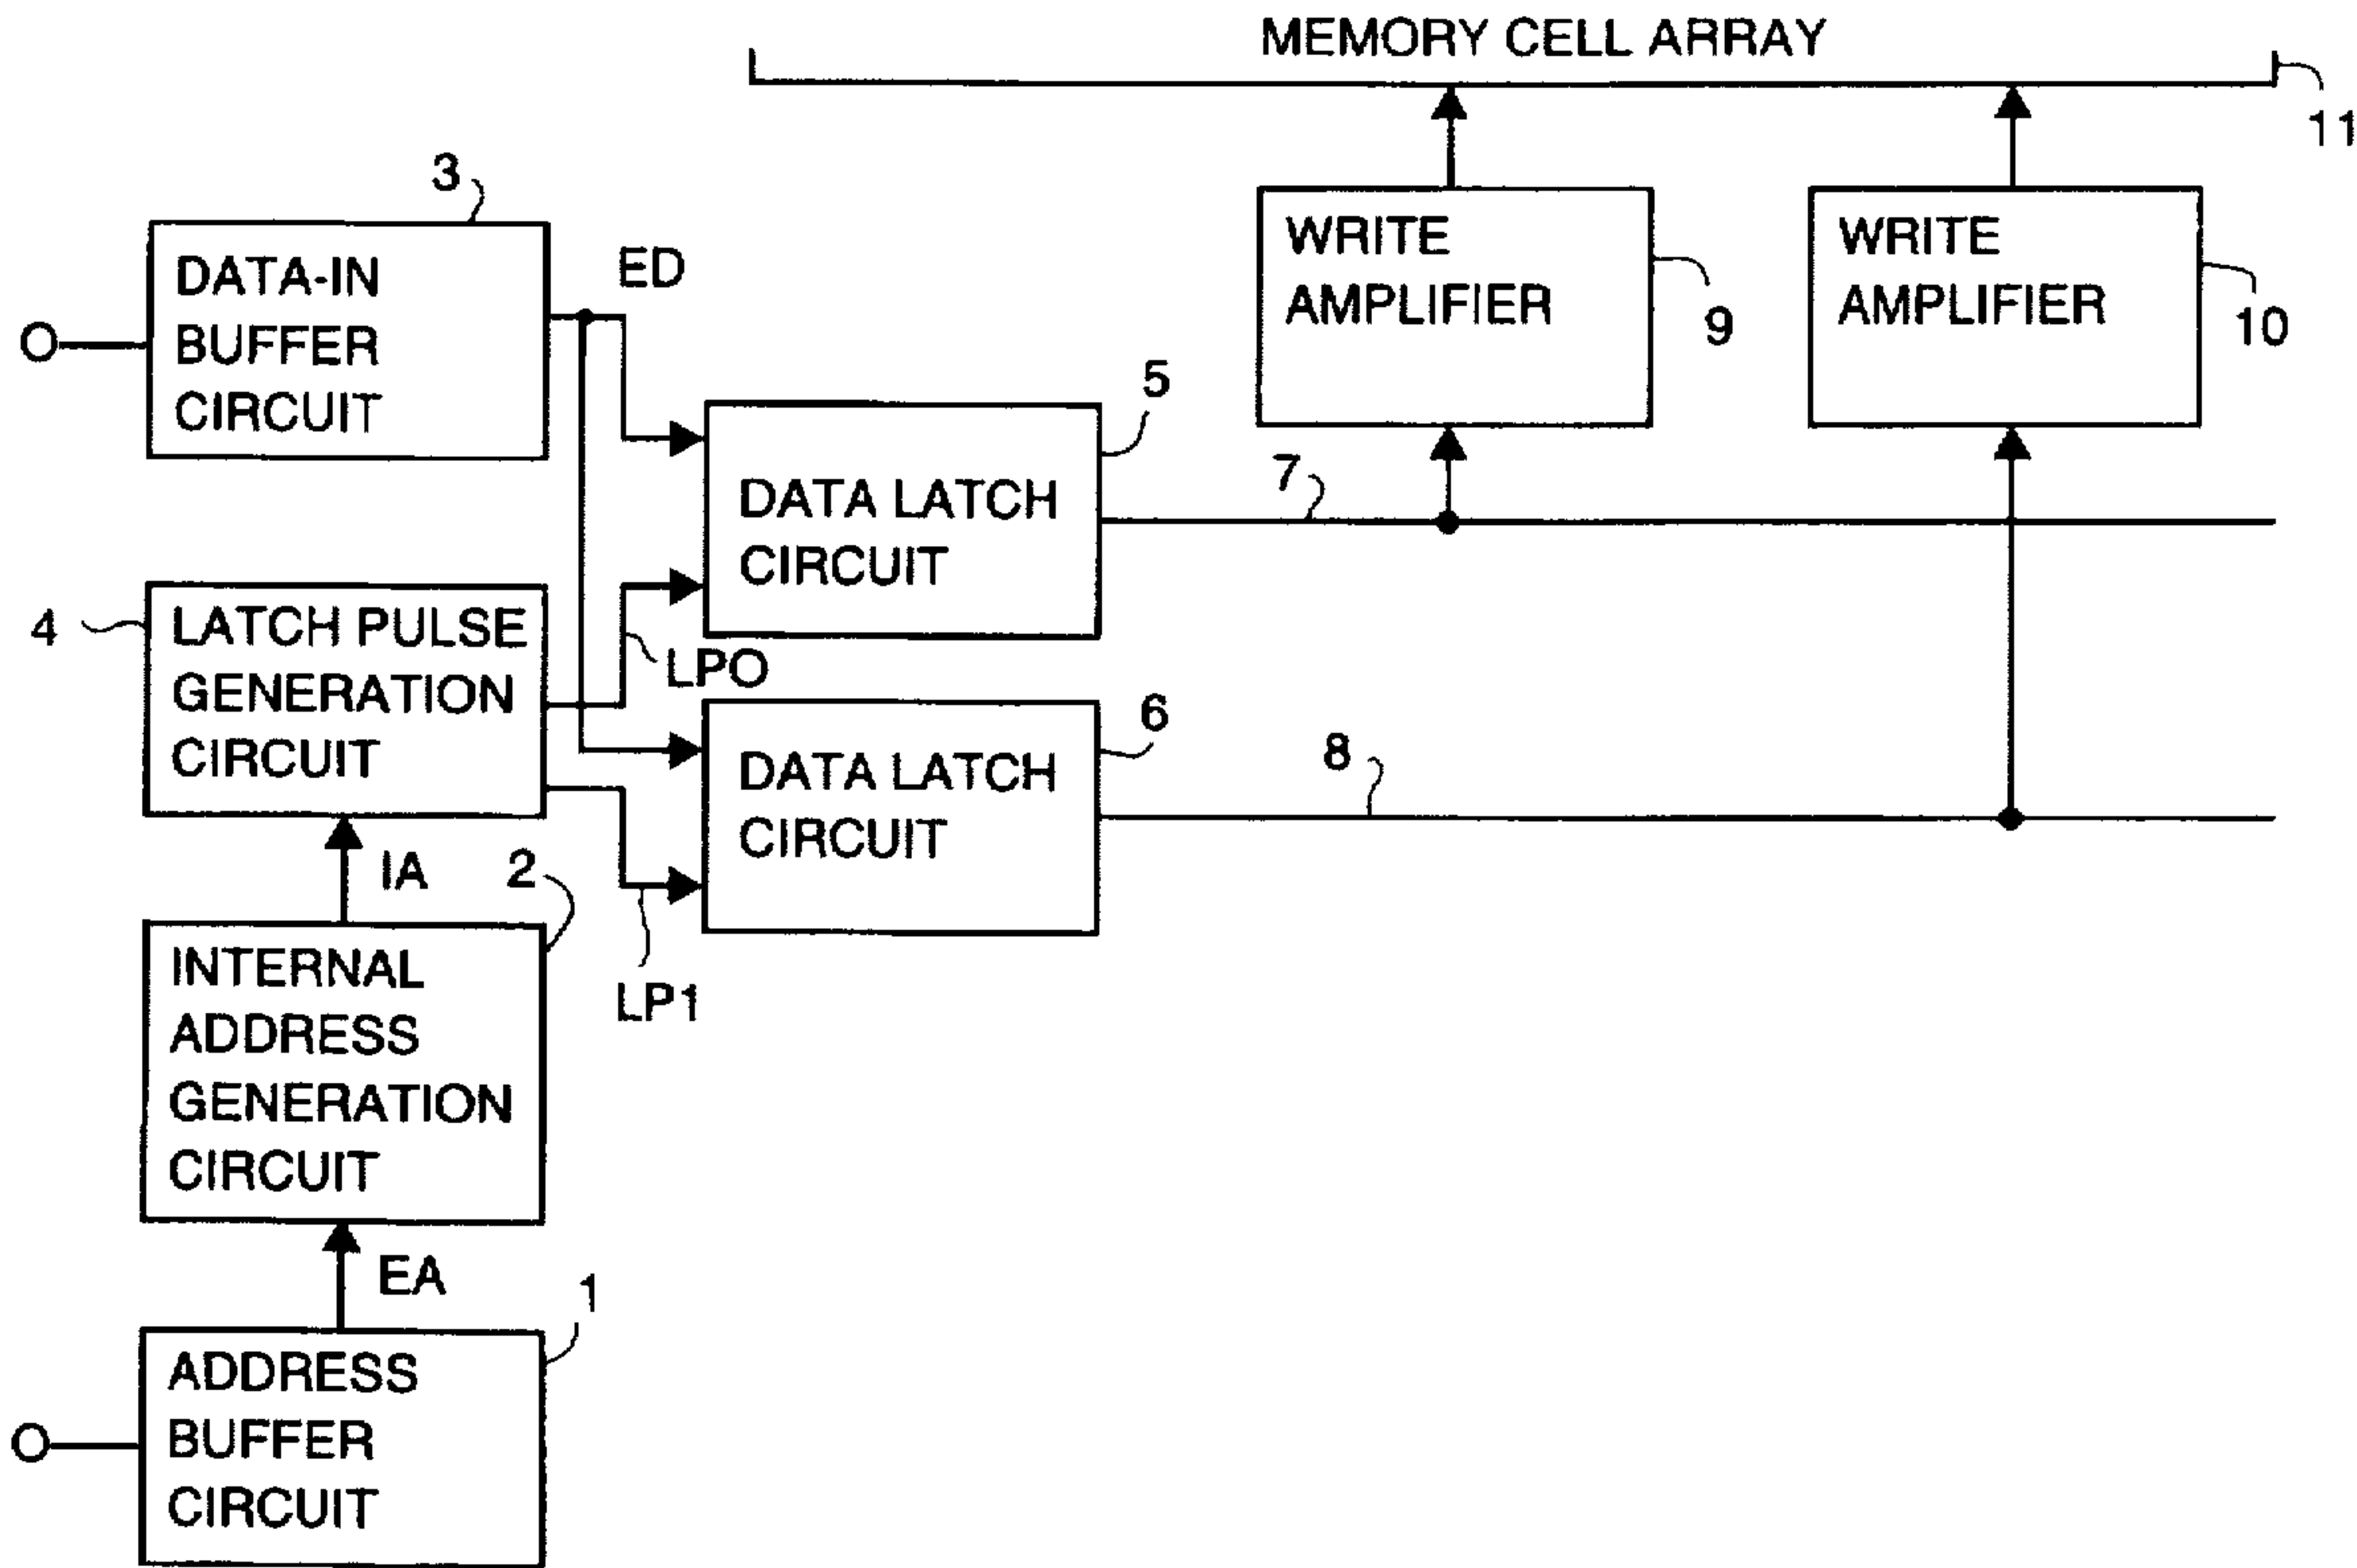 MEMORY CELL ARRAY
11
3
DATA-IN
BUFFER
CIRCUIT
ED
WRITE
AMPLIFIER
9
WRITE
AMPLIFIER
10
5
DATA LATCH
CIRCUIT
7
4
LATCH PULSE
GENERATION
CIRCUIT
LPO
6
DATA LATCH
CIRCUIT
8
IA
2
INTERNAL
ADDRESS
GENERATION
CIRCUIT
LP1
EA
1
ADDRESS
BUFFER
CIRCUIT